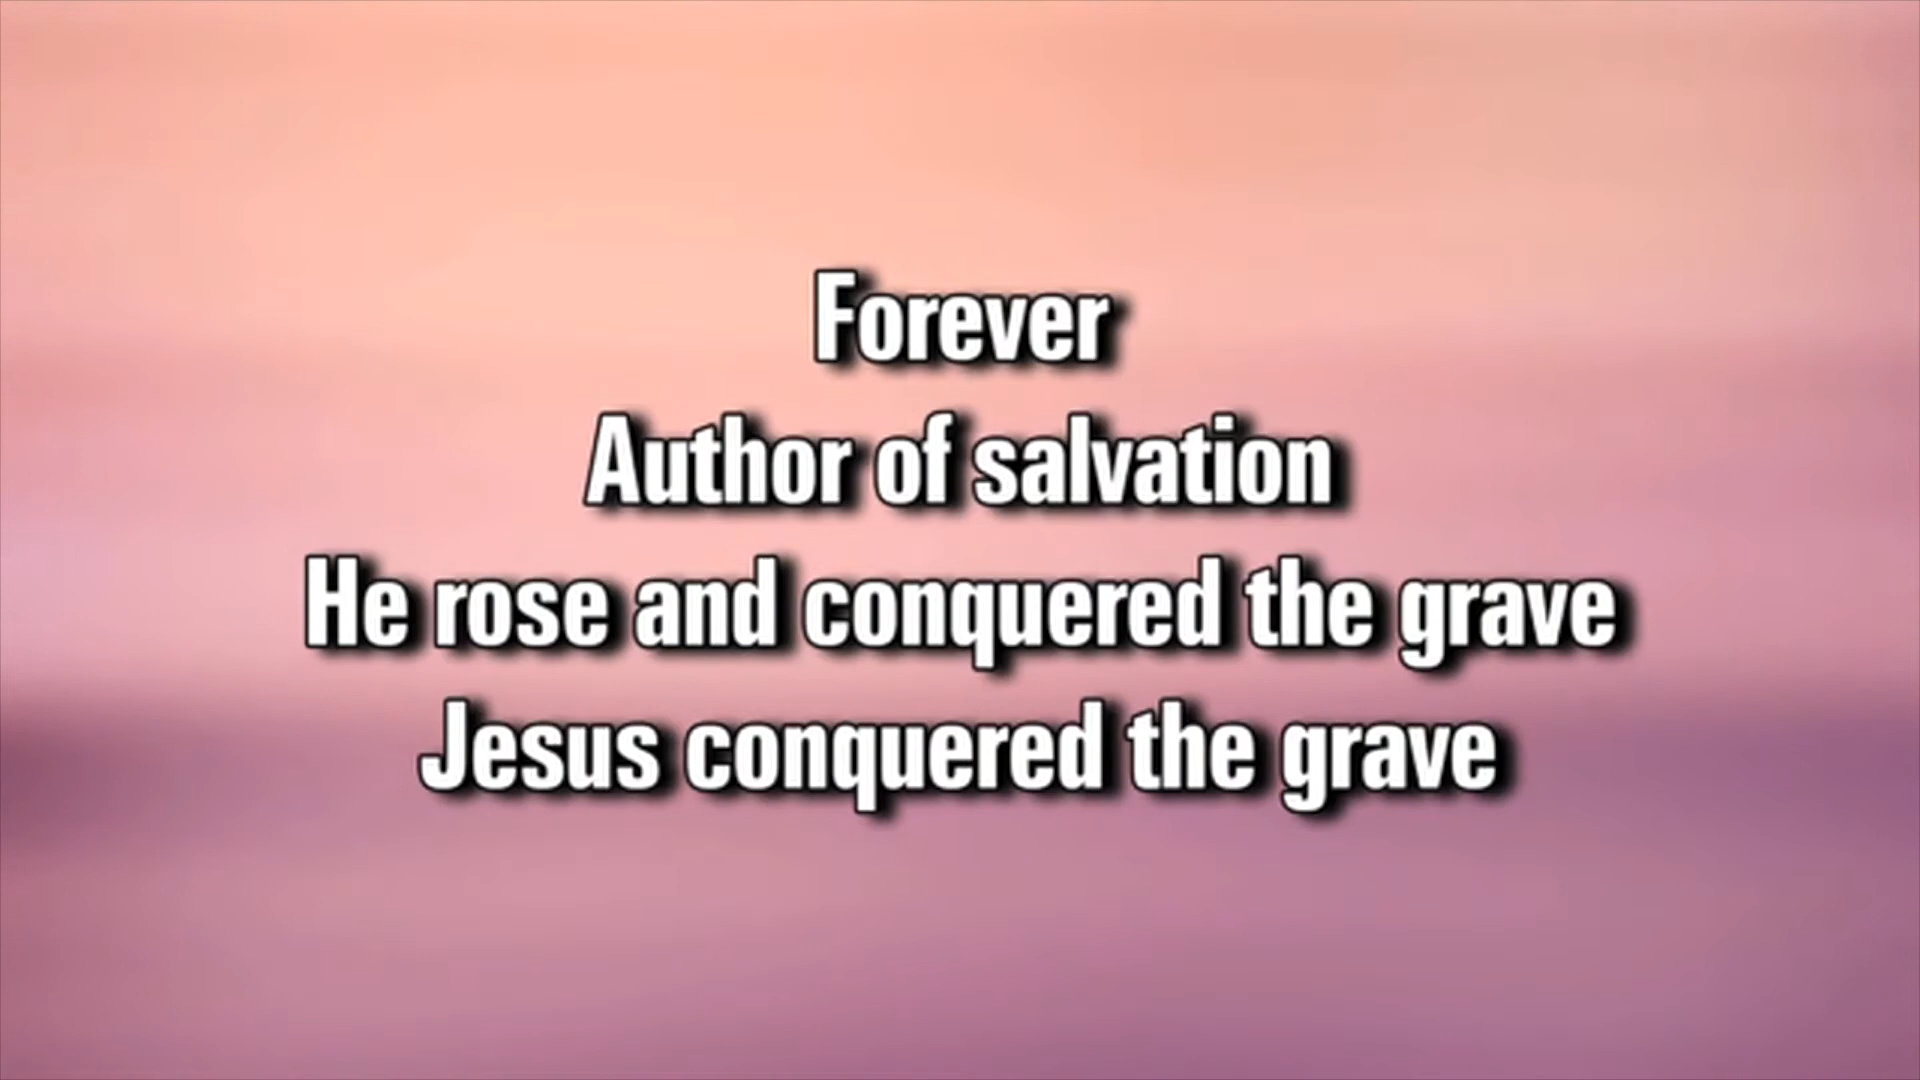 Forever
Author of salvation
He rose and conquered the grave
Jesus conquered the grave